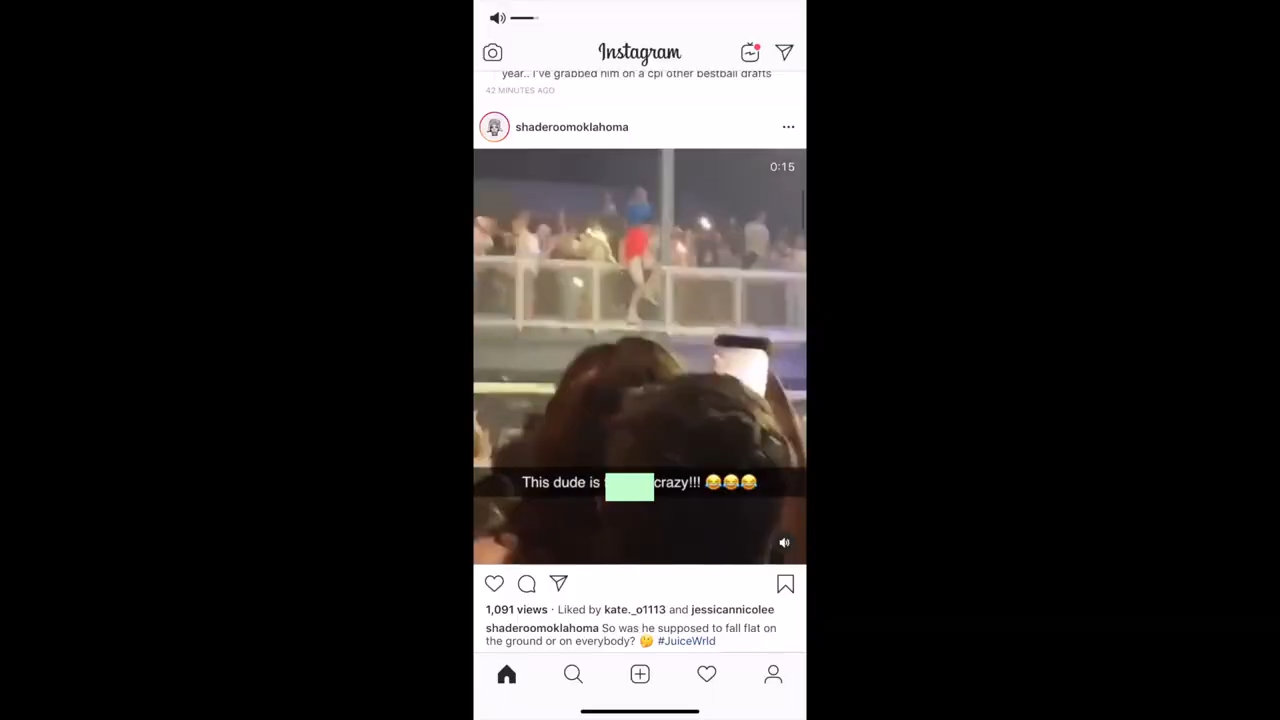 Instagram
year.. I've grabbed him on a cpl other bestball drafts
42 MINUTES AGO
shaderoomoklahoma
0:15
This dude is crazy!!! 😂😂😂
1,091 views · Liked by kate._o1113 and jessicannicolee
shaderoomoklahoma So was he supposed to fall flat on
the ground or on everybody? 🤔 #JuiceWrld